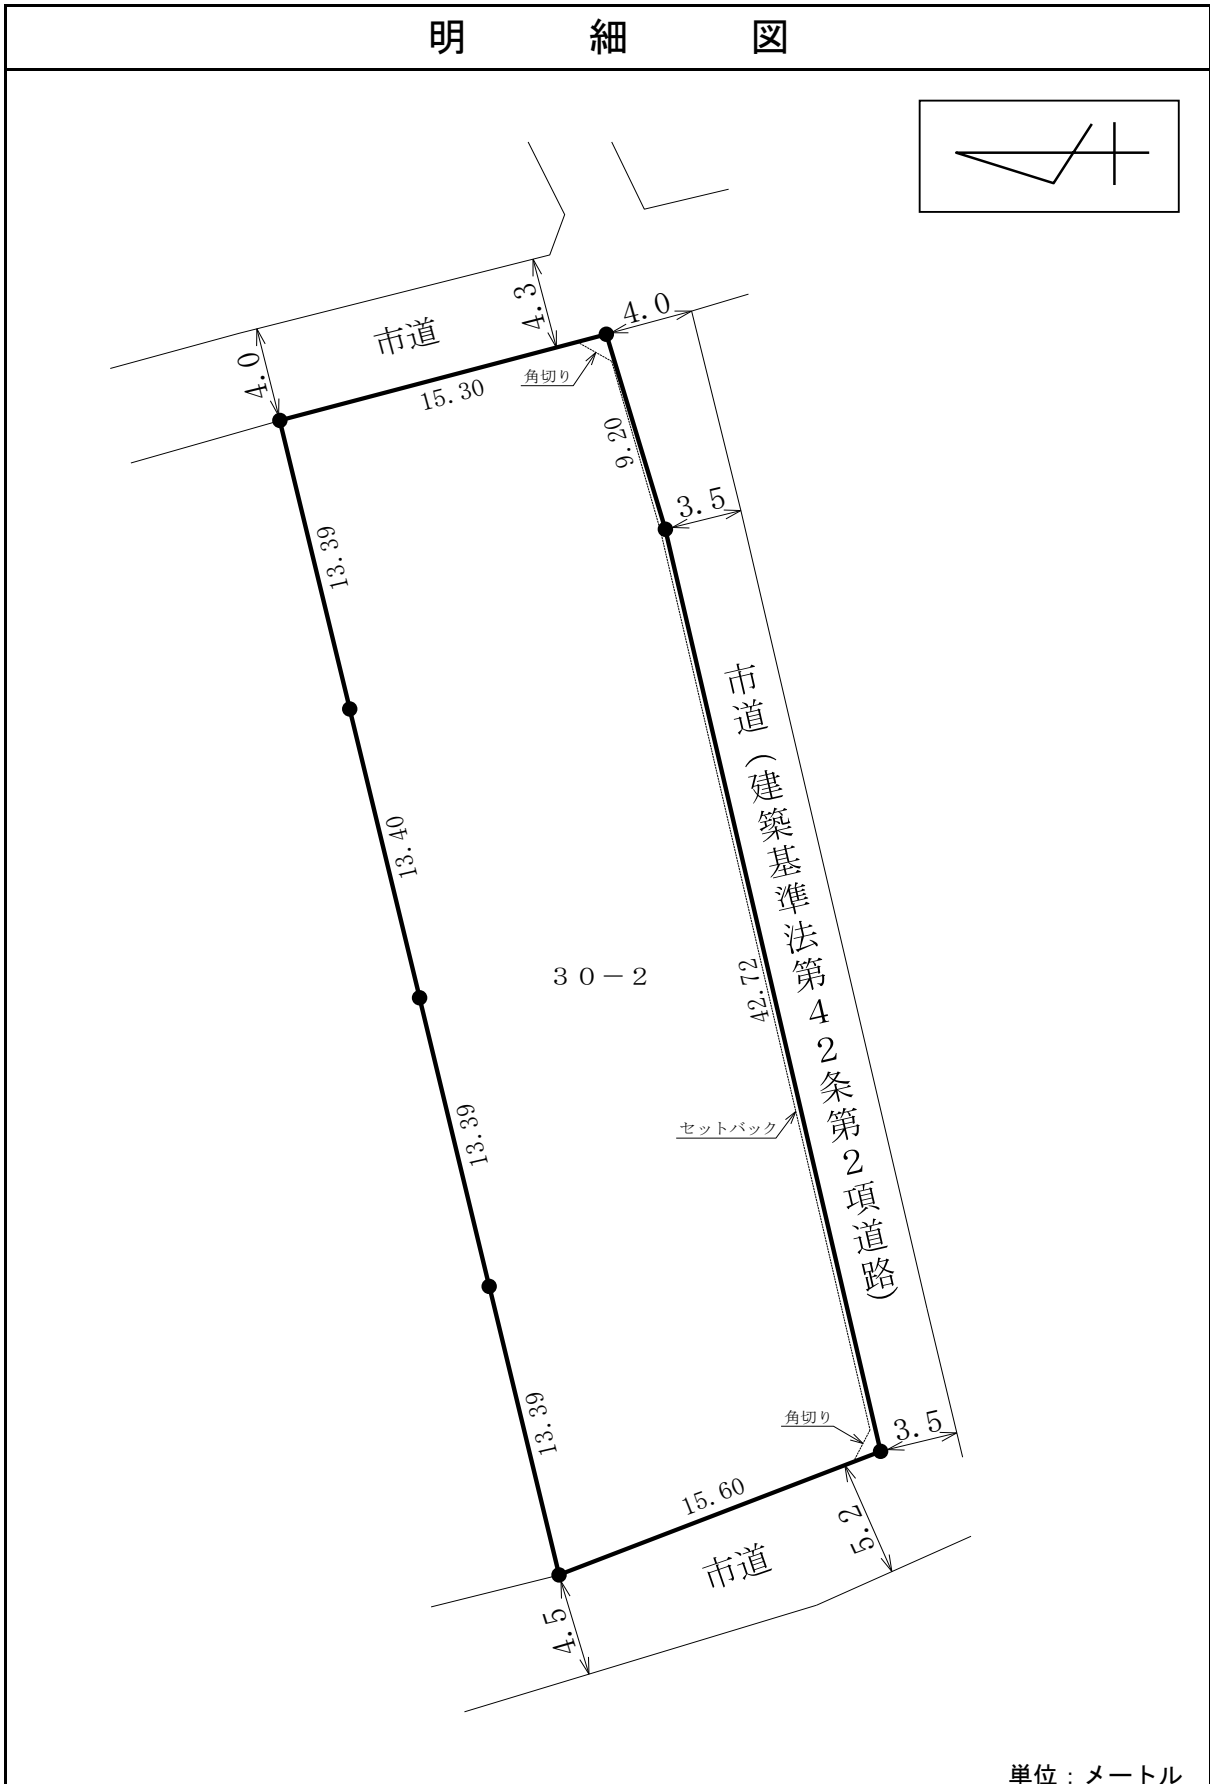 明細図
4.3
4.0
市道
4.0
角切り
15.30
9.20
3.5
13.39
市道(建築基準法第42条第2項道路)
13.40
30-2
42.72
13.39
セットバック
13.39
角切り
3.5
15.60
5.2
市道
4.5
単位:メートル